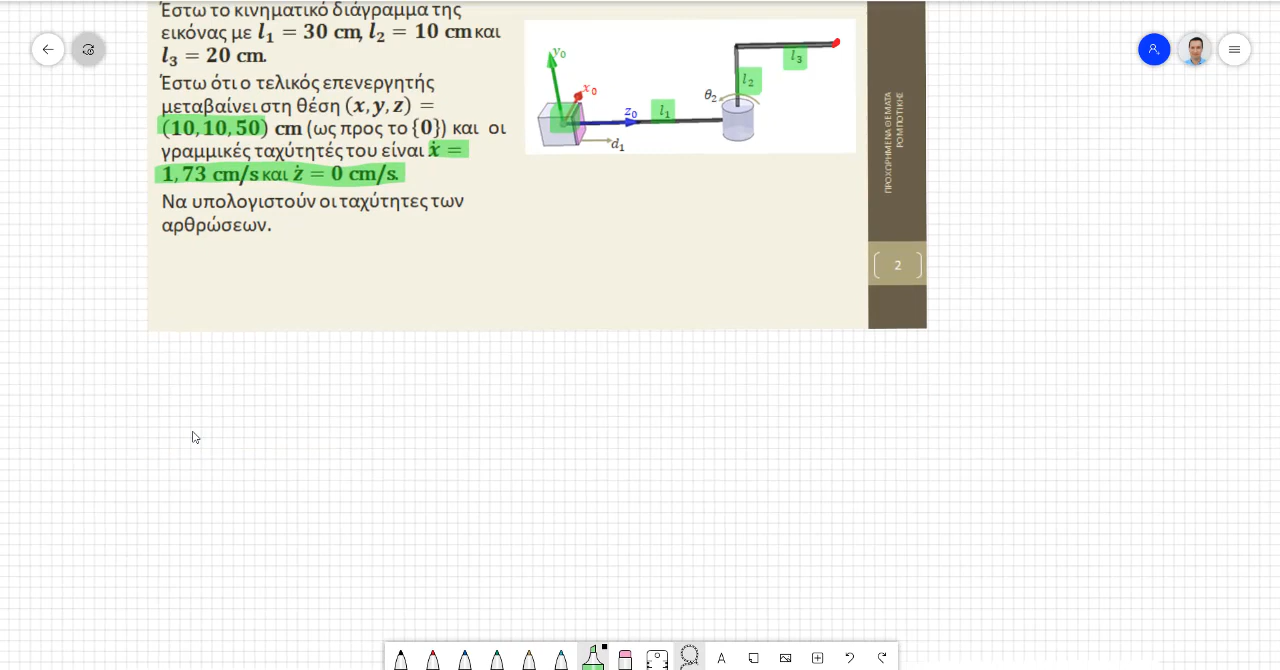 Έστω το κινηματικό διάγραμμα της
εικόνας με l₁ = 30 cm, l₂ = 10 cm και
l₃ = 20 cm.
Έστω ότι ο τελικός επενεργητής
μεταβαίνει στη θέση (x, y, z) =
(10, 10, 50) cm (ως προς το {0}) και οι
γραμμικές ταχύτητές του είναι ẋ =
1,73 cm/s και ż = 0 cm/s.
Να υπολογιστούν οι ταχύτητες των
αρθρώσεων.
y₀
x₀
z₀
l₁
d₁
θ₂
l₂
l₃
ΠΡΟΧΩΡΗΜΕΝΑ ΘΕΜΑΤΑ
ΡΟΜΠΟΤΙΚΗΣ
2
A